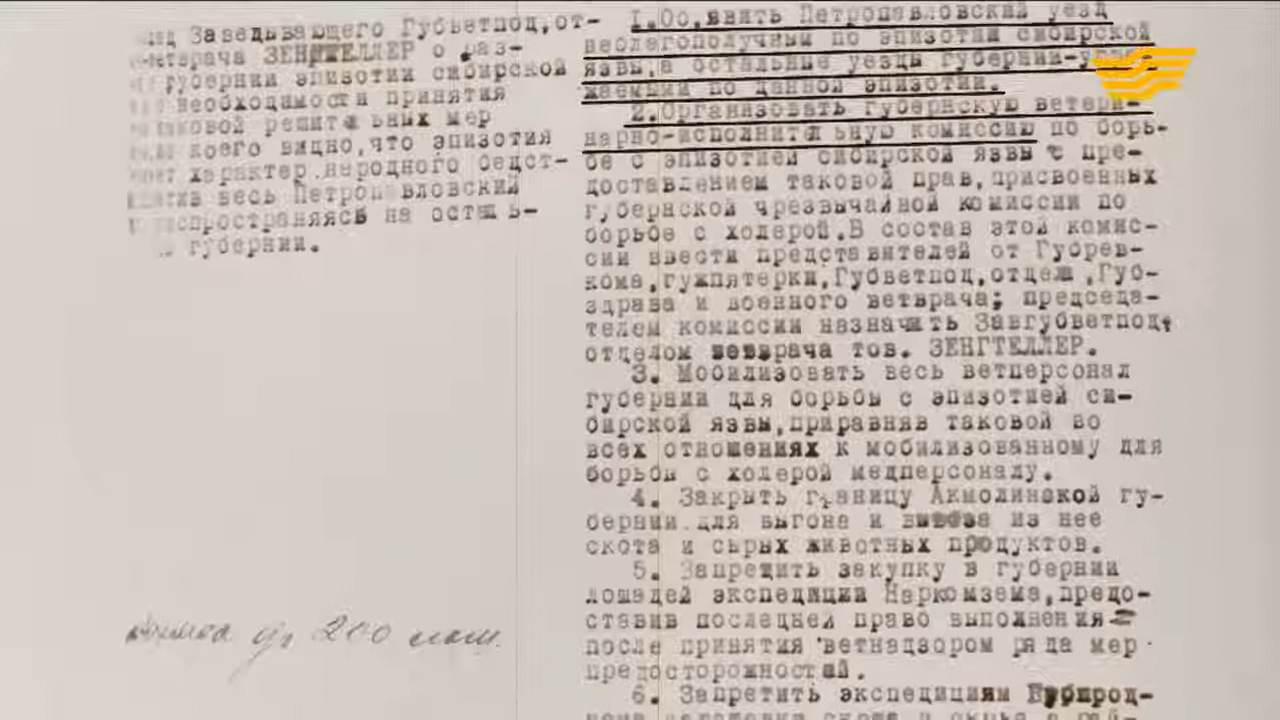 Заведывающего Губветпод,от-
ЗЕНГТЕЛЛЕР о раз-
губернии эпизотии сибирской
необходимости принятия
решительных мер
коего видно,что эпизотия
характер народного бедст-
весь Петропавловский
на осталь-
губернии.
1.Об,явить Петропавловский уезд
неблагополучным по эпизотии сибирской
язвы,а остальные уезды губернии-
по данной эпизотии.
2.Организовать Губернскую ветери-
нарно-исполнительную комиссию по борь-
бе с эпизотией сибирской язвы с пре-
доставлением таковой прав,присвоенных
губернской чрезвычайной комиссии по
борьбе с холерой.В состав этой комис-
сии ввести представителей от Губрев-
кома,гужпятерки,Губветпод,отдела,Губ-
здрава и военного ветврача; председа-
телем комиссии назначить Завгубветпод,
отделом ветврача тов. ЗЕНГТЕЛЛЕР.
3. Мобилизовать весь ветперсонал
губернии для борьбы с эпизотией си-
бирской язвы,приравняв таковой во
всех отношениях к мобилизованному для
борьбы с холерой медперсоналу.
4. Закрыть границу Акмолинской гу-
бернии для выгона и вывоза из нее
скота и сырых животных продуктов.
5. Запретить закупку в губернии
лошадей экспедиции Наркомзема,предо-
ставив последней право выполнения
после принятия ветнадзором ряда мер
предосторожностей.
6. Запретить экспедициям
200